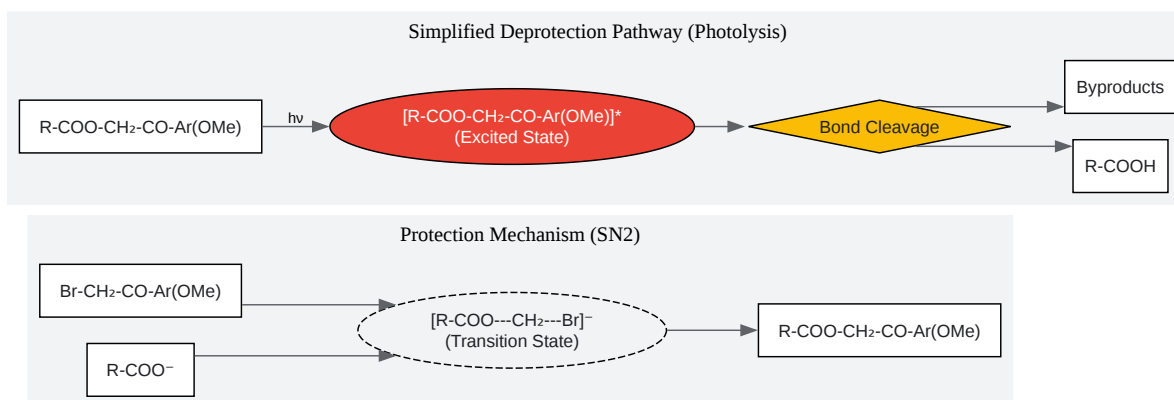 Simplified Deprotection Pathway (Photolysis)
R-COO-CH₂-CO-Ar(OMe)
hν
[R-COO-CH₂-CO-Ar(OMe)]*
(Excited State)
Bond Cleavage
Byproducts
R-COOH
Protection Mechanism (SN2)
Br-CH₂-CO-Ar(OMe)
R-COO⁻
[R-COO---CH₂---Br]⁻
(Transition State)
R-COO-CH₂-CO-Ar(OMe)